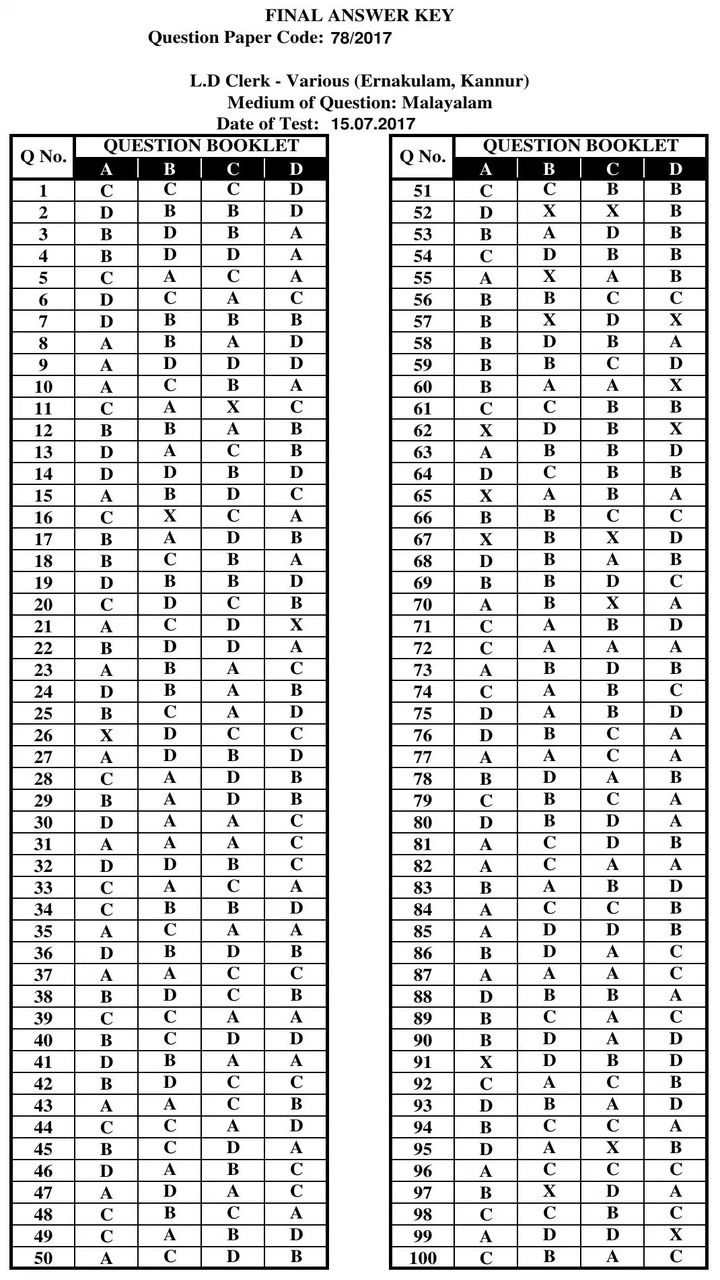 FINAL ANSWER KEY
Question Paper Code: 78/2017
L.D Clerk - Various (Ernakulam, Kannur)
Medium of Question: Malayalam
Date of Test: 15.07.2017
Q No. QUESTION BOOKLET Q No. QUESTION BOOKLET
A B C D A B C D
1 C C C D 51 C C B B
2 D B B D 52 D X X B
3 B D B A 53 B A D B
4 B D D A 54 C D B B
5 C A C A 55 A X A B
6 D C A C 56 B B C C
7 D B B B 57 B X D X
8 A B A D 58 B D B A
9 A D D D 59 B B C D
10 A C B A 60 B A A X
11 C A X C 61 C C B B
12 B B A B 62 X D B X
13 D A C B 63 A B B D
14 D D B D 64 D C B B
15 A B D C 65 X A B A
16 C X C A 66 B B C C
17 B A D B 67 X B X D
18 B C B A 68 D B A B
19 D B B D 69 B B D C
20 C D C B 70 A B X A
21 A C D X 71 C A B D
22 B D D A 72 C A A A
23 A B A C 73 A B D B
24 D B A B 74 C A B C
25 B C A D 75 D A B D
26 X D C C 76 D B C A
27 A D B D 77 A A C A
28 C A D B 78 B D A B
29 B A D B 79 C B C A
30 D A A C 80 D B D A
31 A A A C 81 A C D B
32 D D B C 82 A C A A
33 C A C A 83 B A B D
34 C B B D 84 A C C B
35 A C A A 85 A D D B
36 D B D B 86 B D A C
37 A A C C 87 A A A C
38 B D C B 88 D B B A
39 C C A A 89 B C A C
40 B C D D 90 B D A D
41 D B A A 91 X D B D
42 B D C C 92 C A C B
43 A A C B 93 D B A D
44 C C A D 94 B C C A
45 B C D A 95 D A X B
46 D A B C 96 A C C C
47 A D A C 97 B X D A
48 C B C A 98 C C B C
49 C A B D 99 A D D X
50 A C D B 100 C B A C